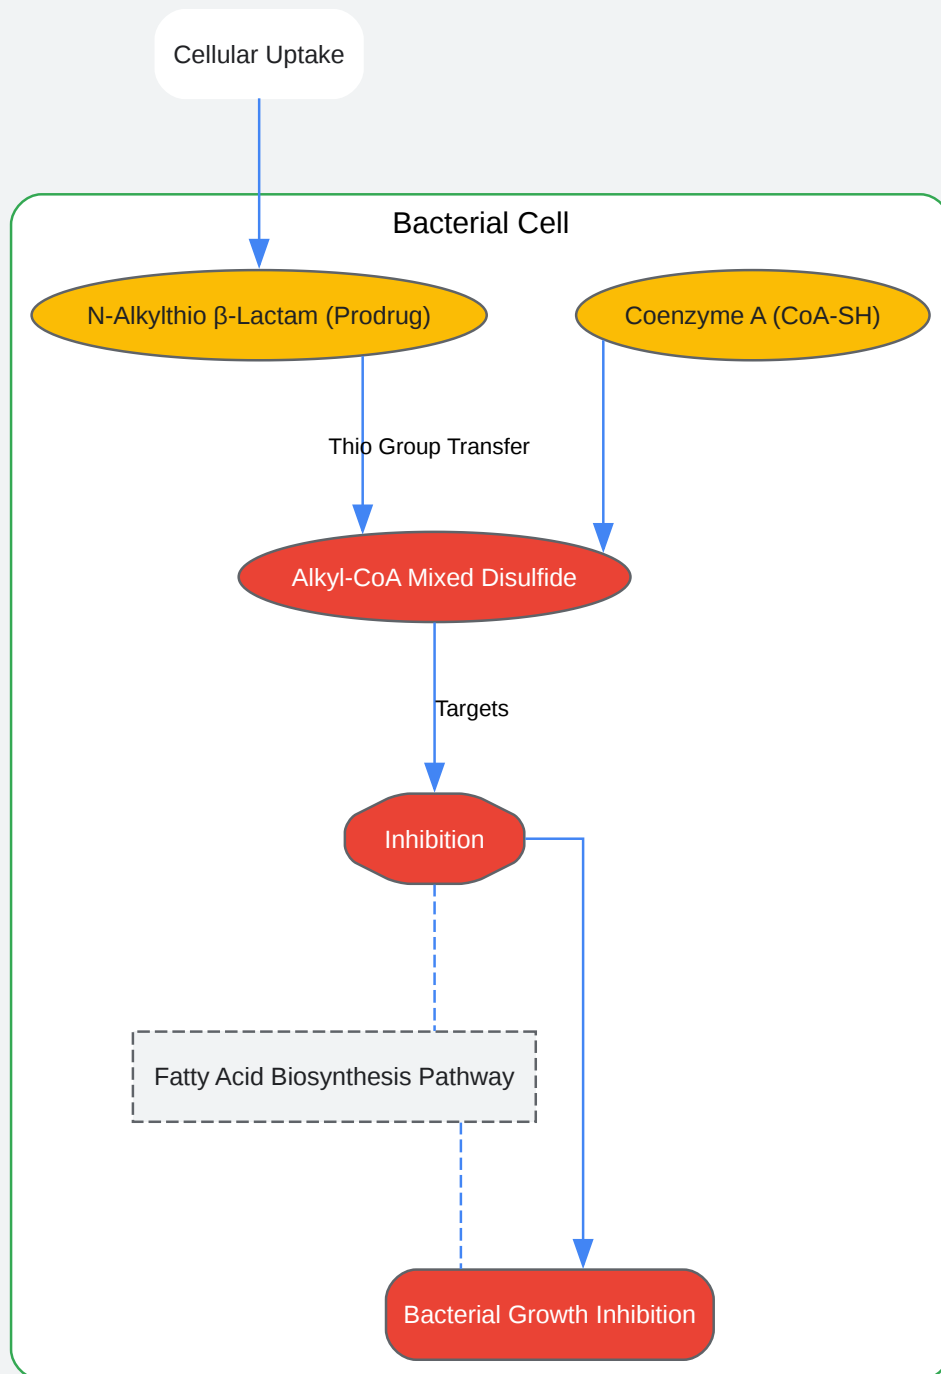 Cellular Uptake
Bacterial Cell
N-Alkylthio β-Lactam (Prodrug)
Coenzyme A (CoA-SH)
Thio Group Transfer
Alkyl-CoA Mixed Disulfide
Targets
Inhibition
Fatty Acid Biosynthesis Pathway
Bacterial Growth Inhibition